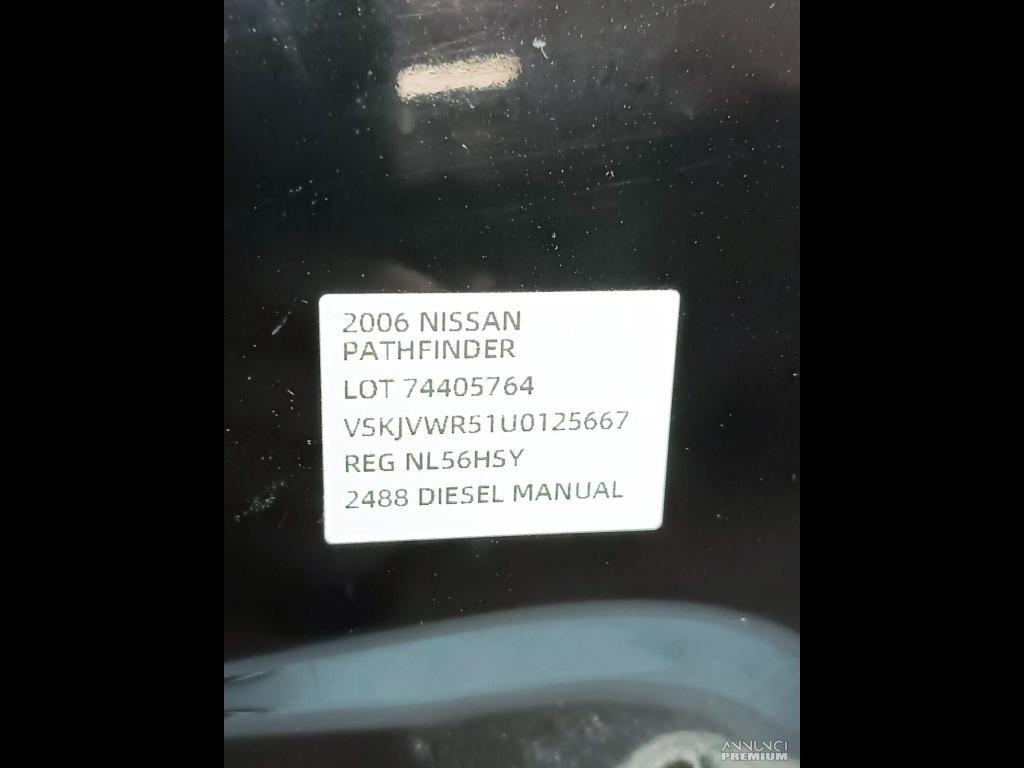 2006 NISSAN
PATHFINDER
LOT 74405764
VSKJVWR51U0125667
REG NL56HSY
2488 DIESEL MANUAL
ANNUNCI
PREMIUM